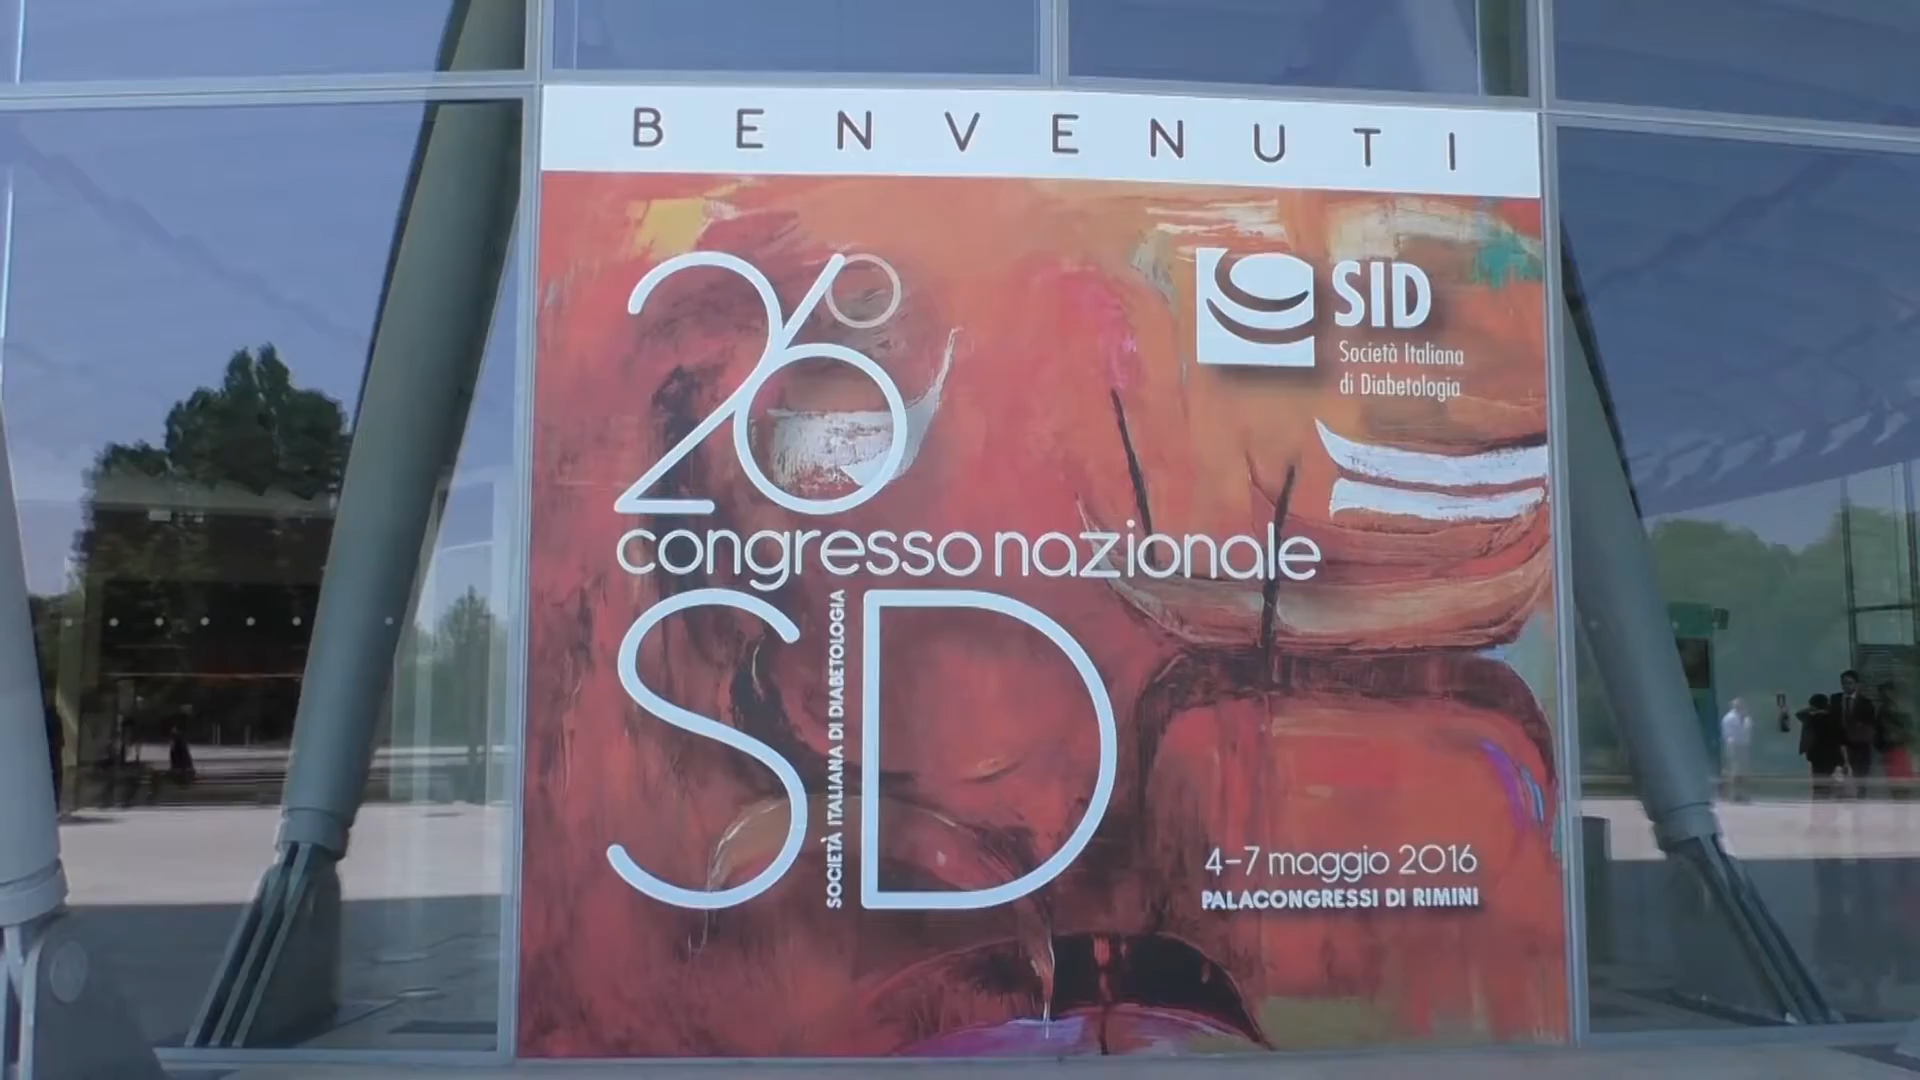 BENVENUTI
26°
SID
Società Italiana
di Diabetologia
congresso nazionale
SID
SOCIETÀ ITALIANA DI DIABETOLOGIA
4-7 maggio 2016
PALACONGRESSI DI RIMINI